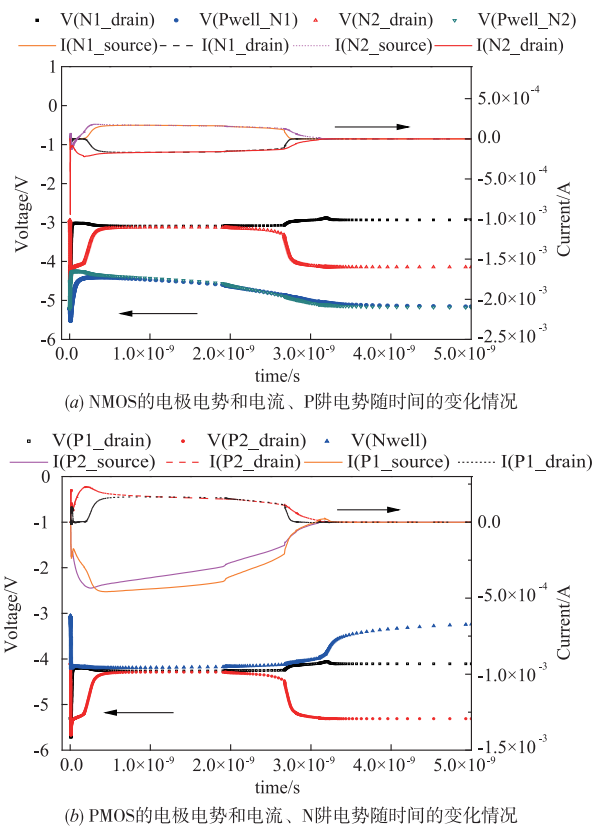 V(N1_drain) V(Pwell_N1) V(N2_drain) V(Pwell_N2)
I(N1_source) I(N1_drain) I(N2_source) I(N2_drain)
1
0
-1
-2
-3
-4
-5
-6
Voltage/V
5.0×10⁻⁴
0.0
-5.0×10⁻⁴
-1.0×10⁻³
-1.5×10⁻³
-2.0×10⁻³
-2.5×10⁻³
Current/A
0.0 1.0×10⁻⁹ 2.0×10⁻⁹ 3.0×10⁻⁹ 4.0×10⁻⁹ 5.0×10⁻⁹
time/s
(a) NMOS的电极电势和电流、P阱电势随时间的变化情况
V(P1_drain) V(P2_drain) V(Nwell)
I(P2_source) I(P2_drain) I(P1_source) I(P1_drain)
0
-1
-2
-3
-4
-5
-6
Voltage/V
0.0
-5.0×10⁻⁴
-1.0×10⁻³
-1.5×10⁻³
Current/A
0.0 1.0×10⁻⁹ 2.0×10⁻⁹ 3.0×10⁻⁹ 4.0×10⁻⁹ 5.0×10⁻⁹
time/s
(b) PMOS的电极电势和电流、N阱电势随时间的变化情况